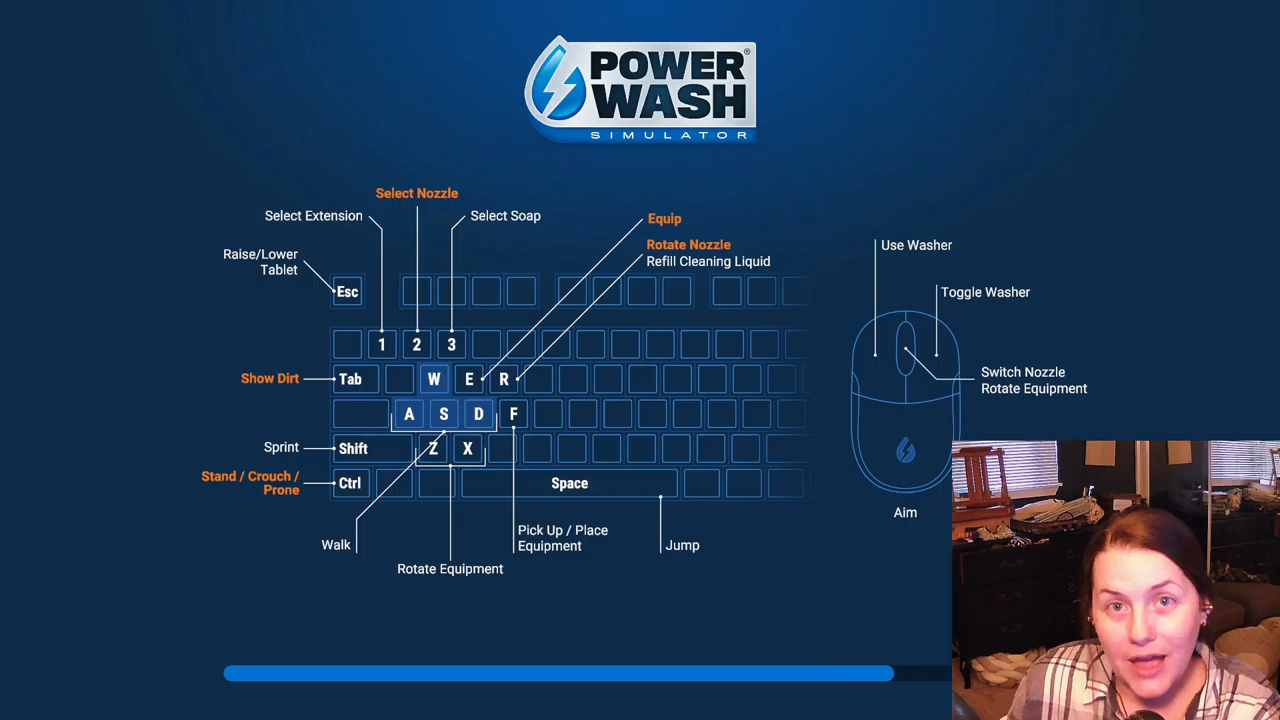 POWER®
WASH
SIMULATOR
Select Nozzle
Select Extension
Select Soap
Equip
Rotate Nozzle
Refill Cleaning Liquid
Raise/Lower
Tablet
Use Washer
Toggle Washer
Esc
1 2 3
Show Dirt
Tab W E R
Switch Nozzle
Rotate Equipment
A S D F
Sprint
Shift Z X
Stand / Crouch /
Prone
Ctrl Space
Aim
Walk
Pick Up / Place
Equipment
Jump
Rotate Equipment